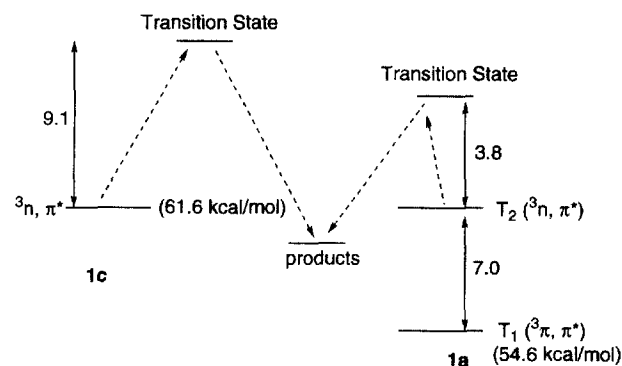 Transition State
Transition State
9.1
3.8
³n, π*
(61.6 kcal/mol)
T₂ (³n, π*)
products
1c
7.0
T₁ (³π, π*)
1a
(54.6 kcal/mol)